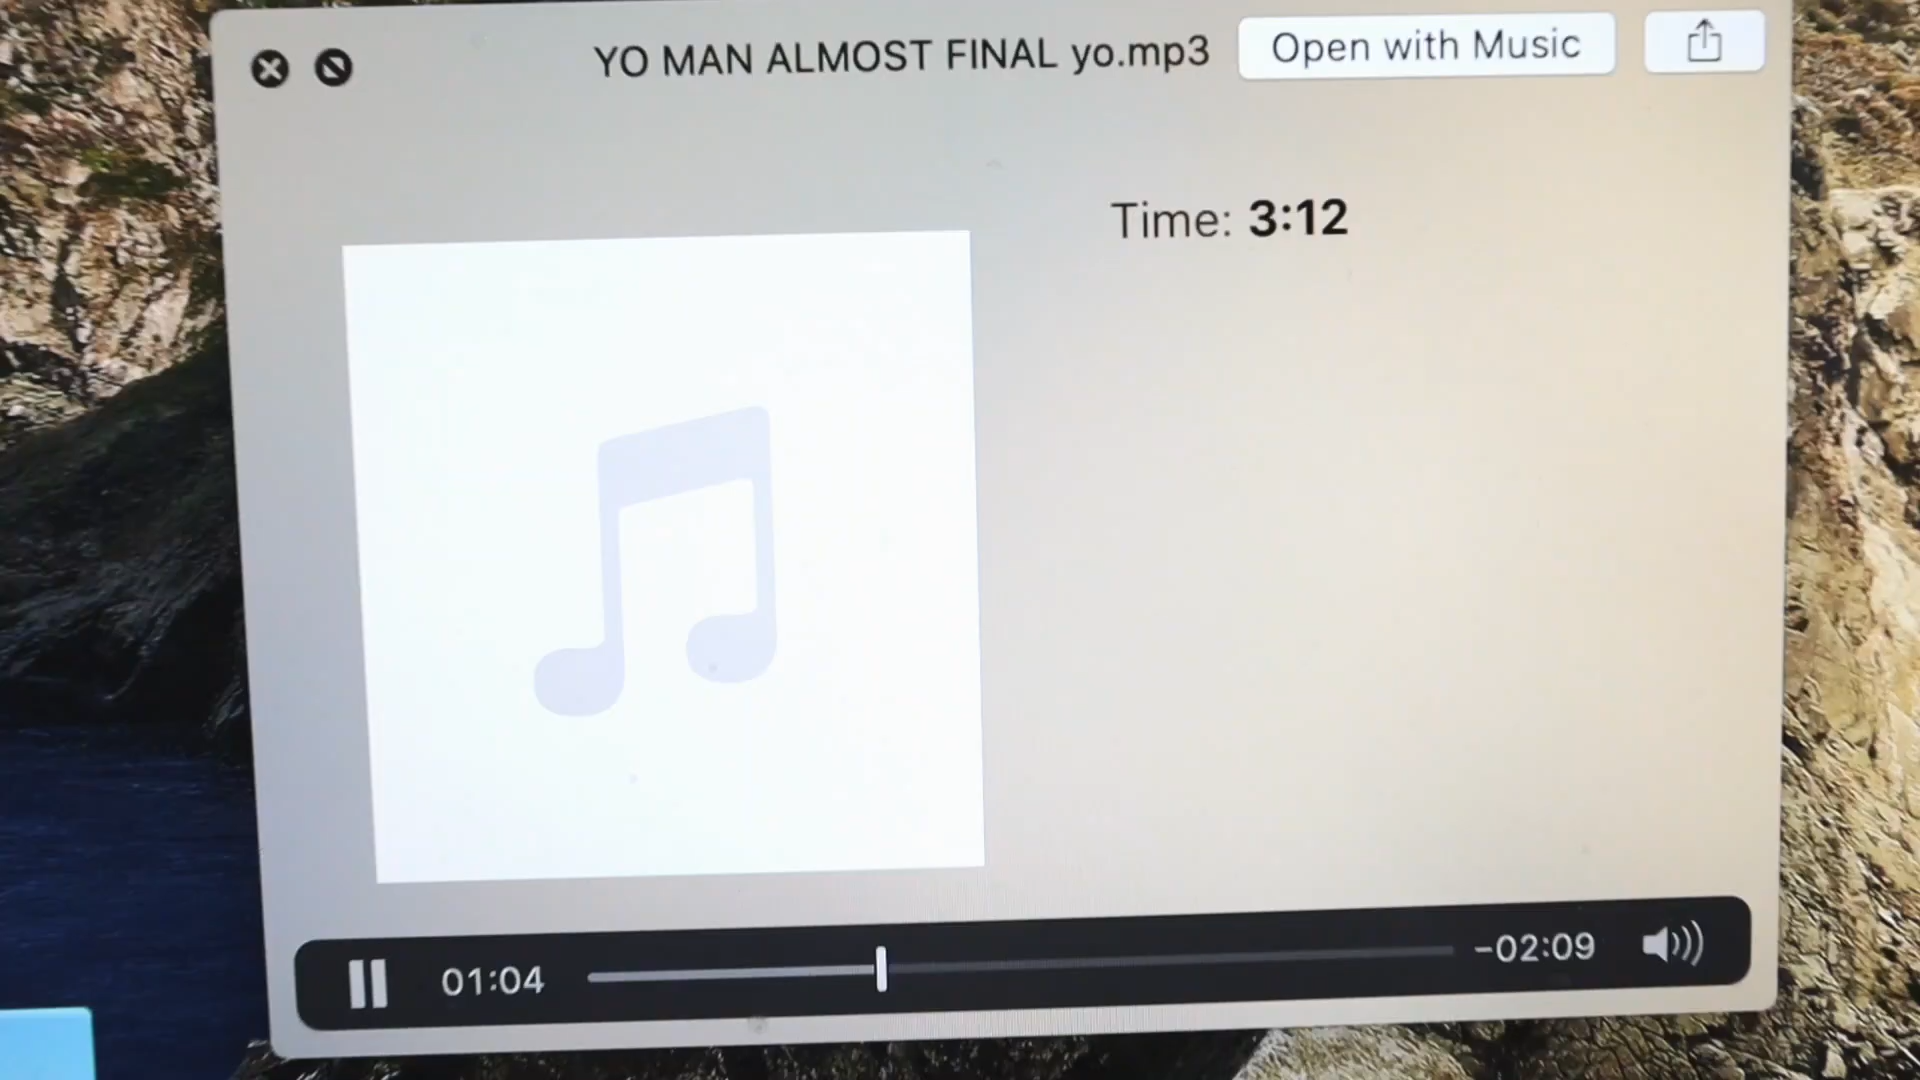 YO MAN ALMOST FINAL yo.mp3
Open with Music
Time: 3:12
01:04
-02:09